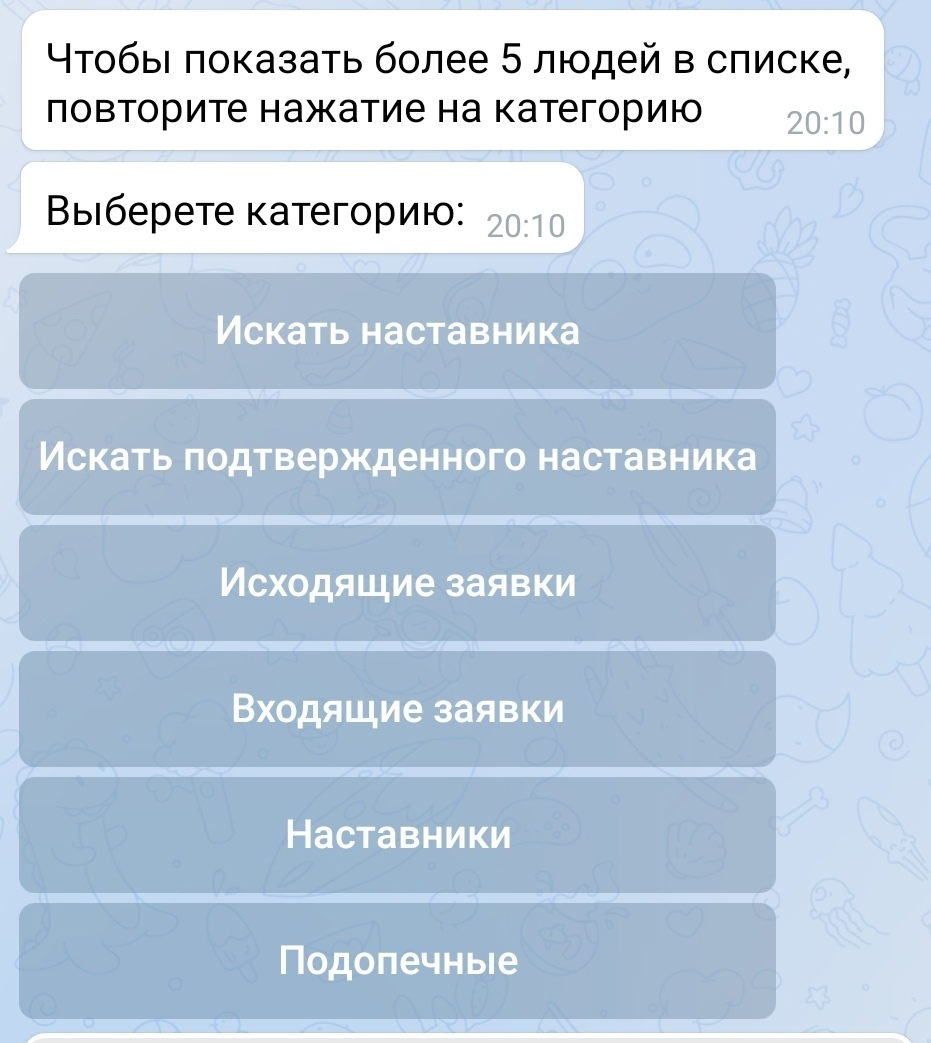 Чтобы показать более 5 людей в списке,
повторите нажатие на категорию
20:10
Выберете категорию:
20:10
Искать наставника
Искать подтвержденного наставника
Исходящие заявки
Входящие заявки
Наставники
Подопечные